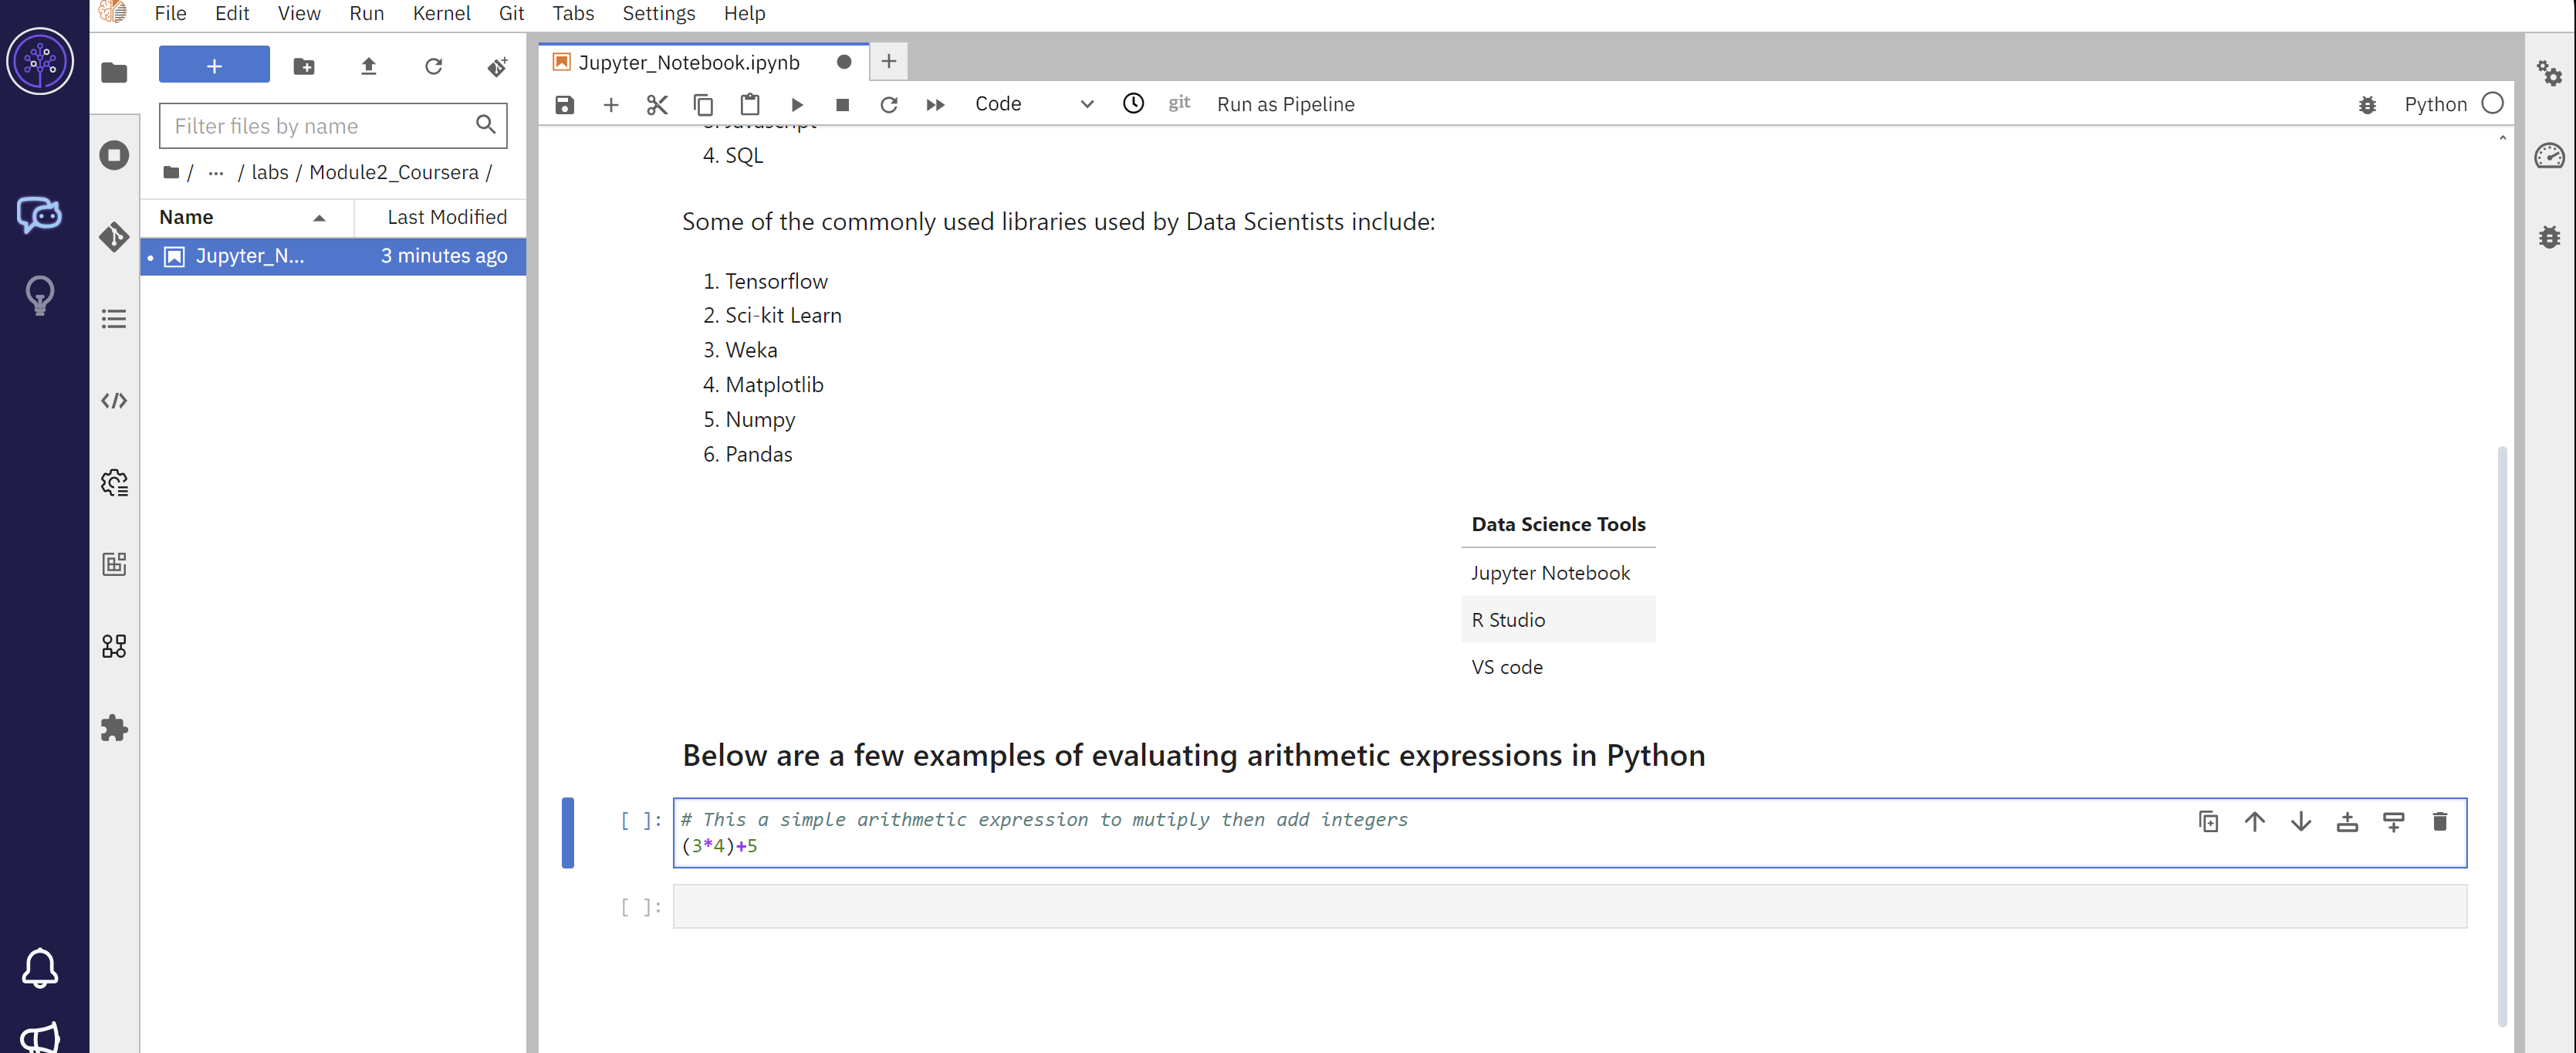 File Edit View Run Kernel Git Tabs Settings Help
Filter files by name
/ ... / labs / Module2_Coursera /
Name Last Modified
Jupyter_N... 3 minutes ago
Jupyter_Notebook.ipynb
Code git Run as Pipeline Python
3. Javascript
4. SQL
Some of the commonly used libraries used by Data Scientists include:
1. Tensorflow
2. Sci-kit Learn
3. Weka
4. Matplotlib
5. Numpy
6. Pandas
Data Science Tools
Jupyter Notebook
R Studio
VS code
Below are a few examples of evaluating arithmetic expressions in Python
[ ]: # This a simple arithmetic expression to mutiply then add integers
(3*4)+5
[ ]: